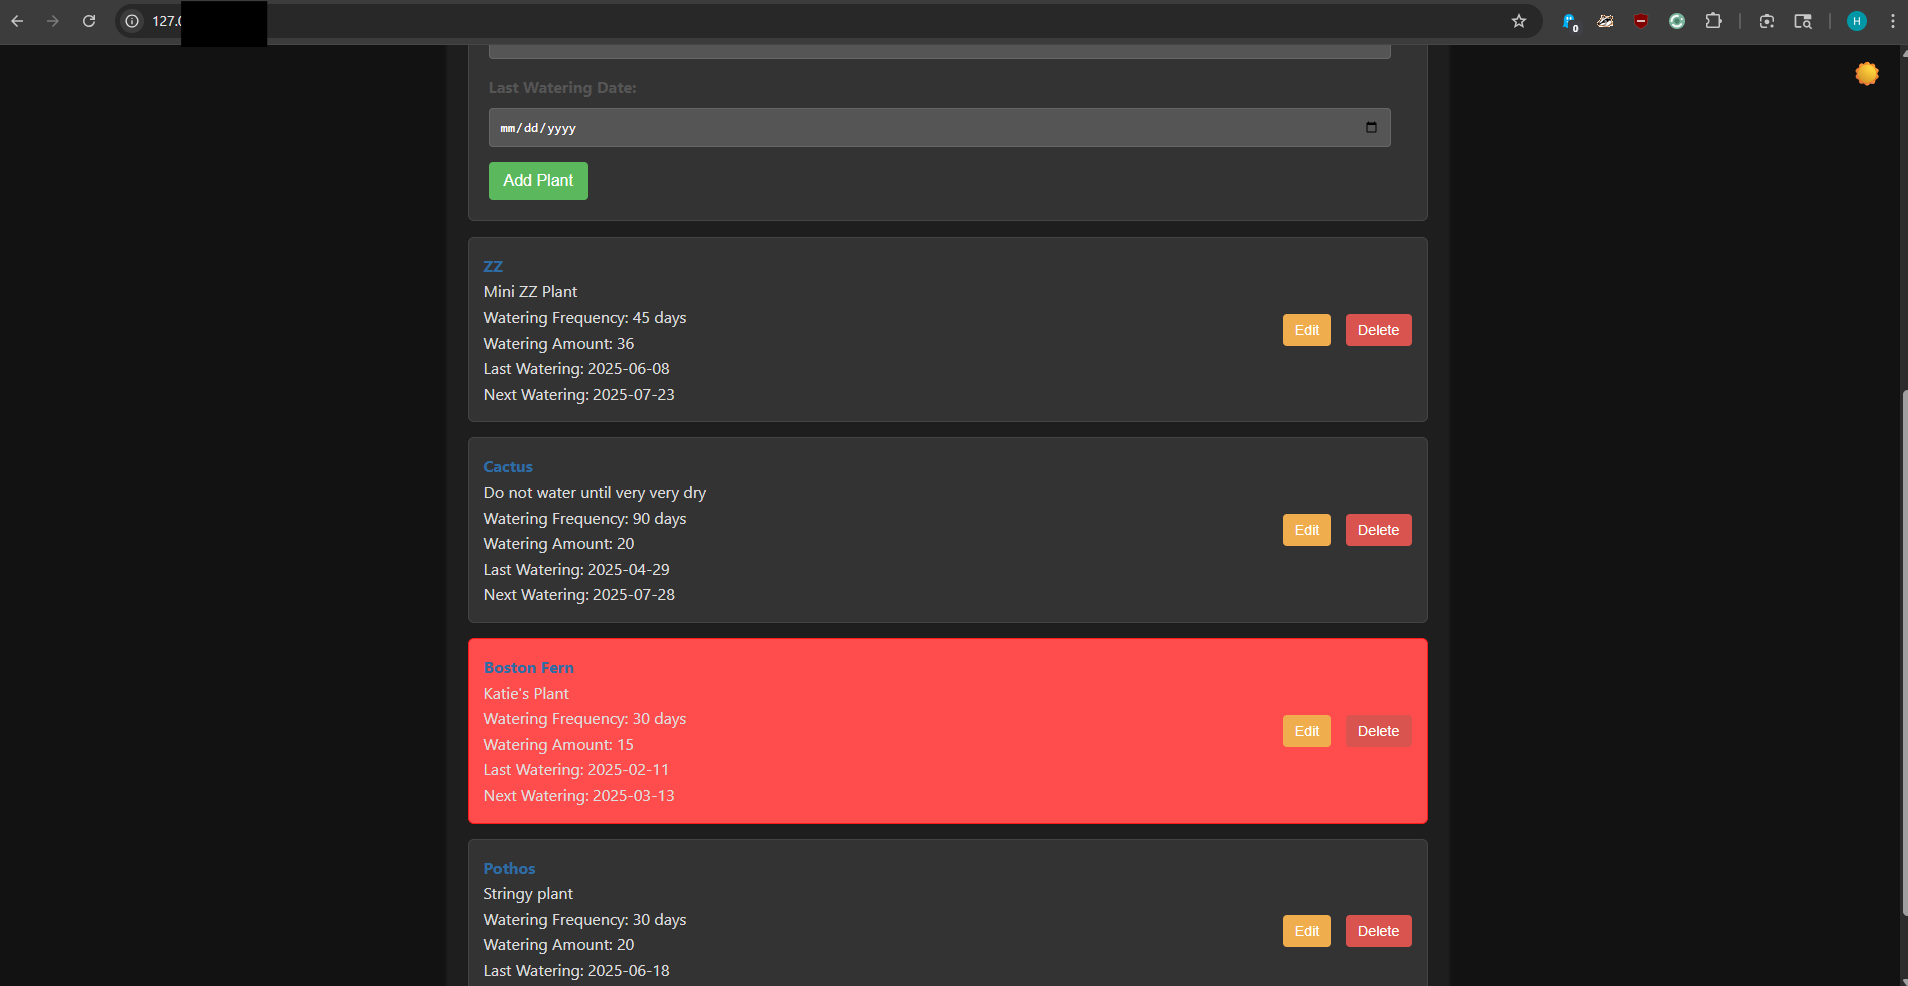 127.0
0
H
Last Watering Date:
mm/dd/yyyy
Add Plant
ZZ
Mini ZZ Plant
Watering Frequency: 45 days
Watering Amount: 36
Last Watering: 2025-06-08
Next Watering: 2025-07-23
Edit
Delete
Cactus
Do not water until very very dry
Watering Frequency: 90 days
Watering Amount: 20
Last Watering: 2025-04-29
Next Watering: 2025-07-28
Edit
Delete
Boston Fern
Katie's Plant
Watering Frequency: 30 days
Watering Amount: 15
Last Watering: 2025-02-11
Next Watering: 2025-03-13
Edit
Delete
Pothos
Stringy plant
Watering Frequency: 30 days
Watering Amount: 20
Last Watering: 2025-06-18
Edit
Delete